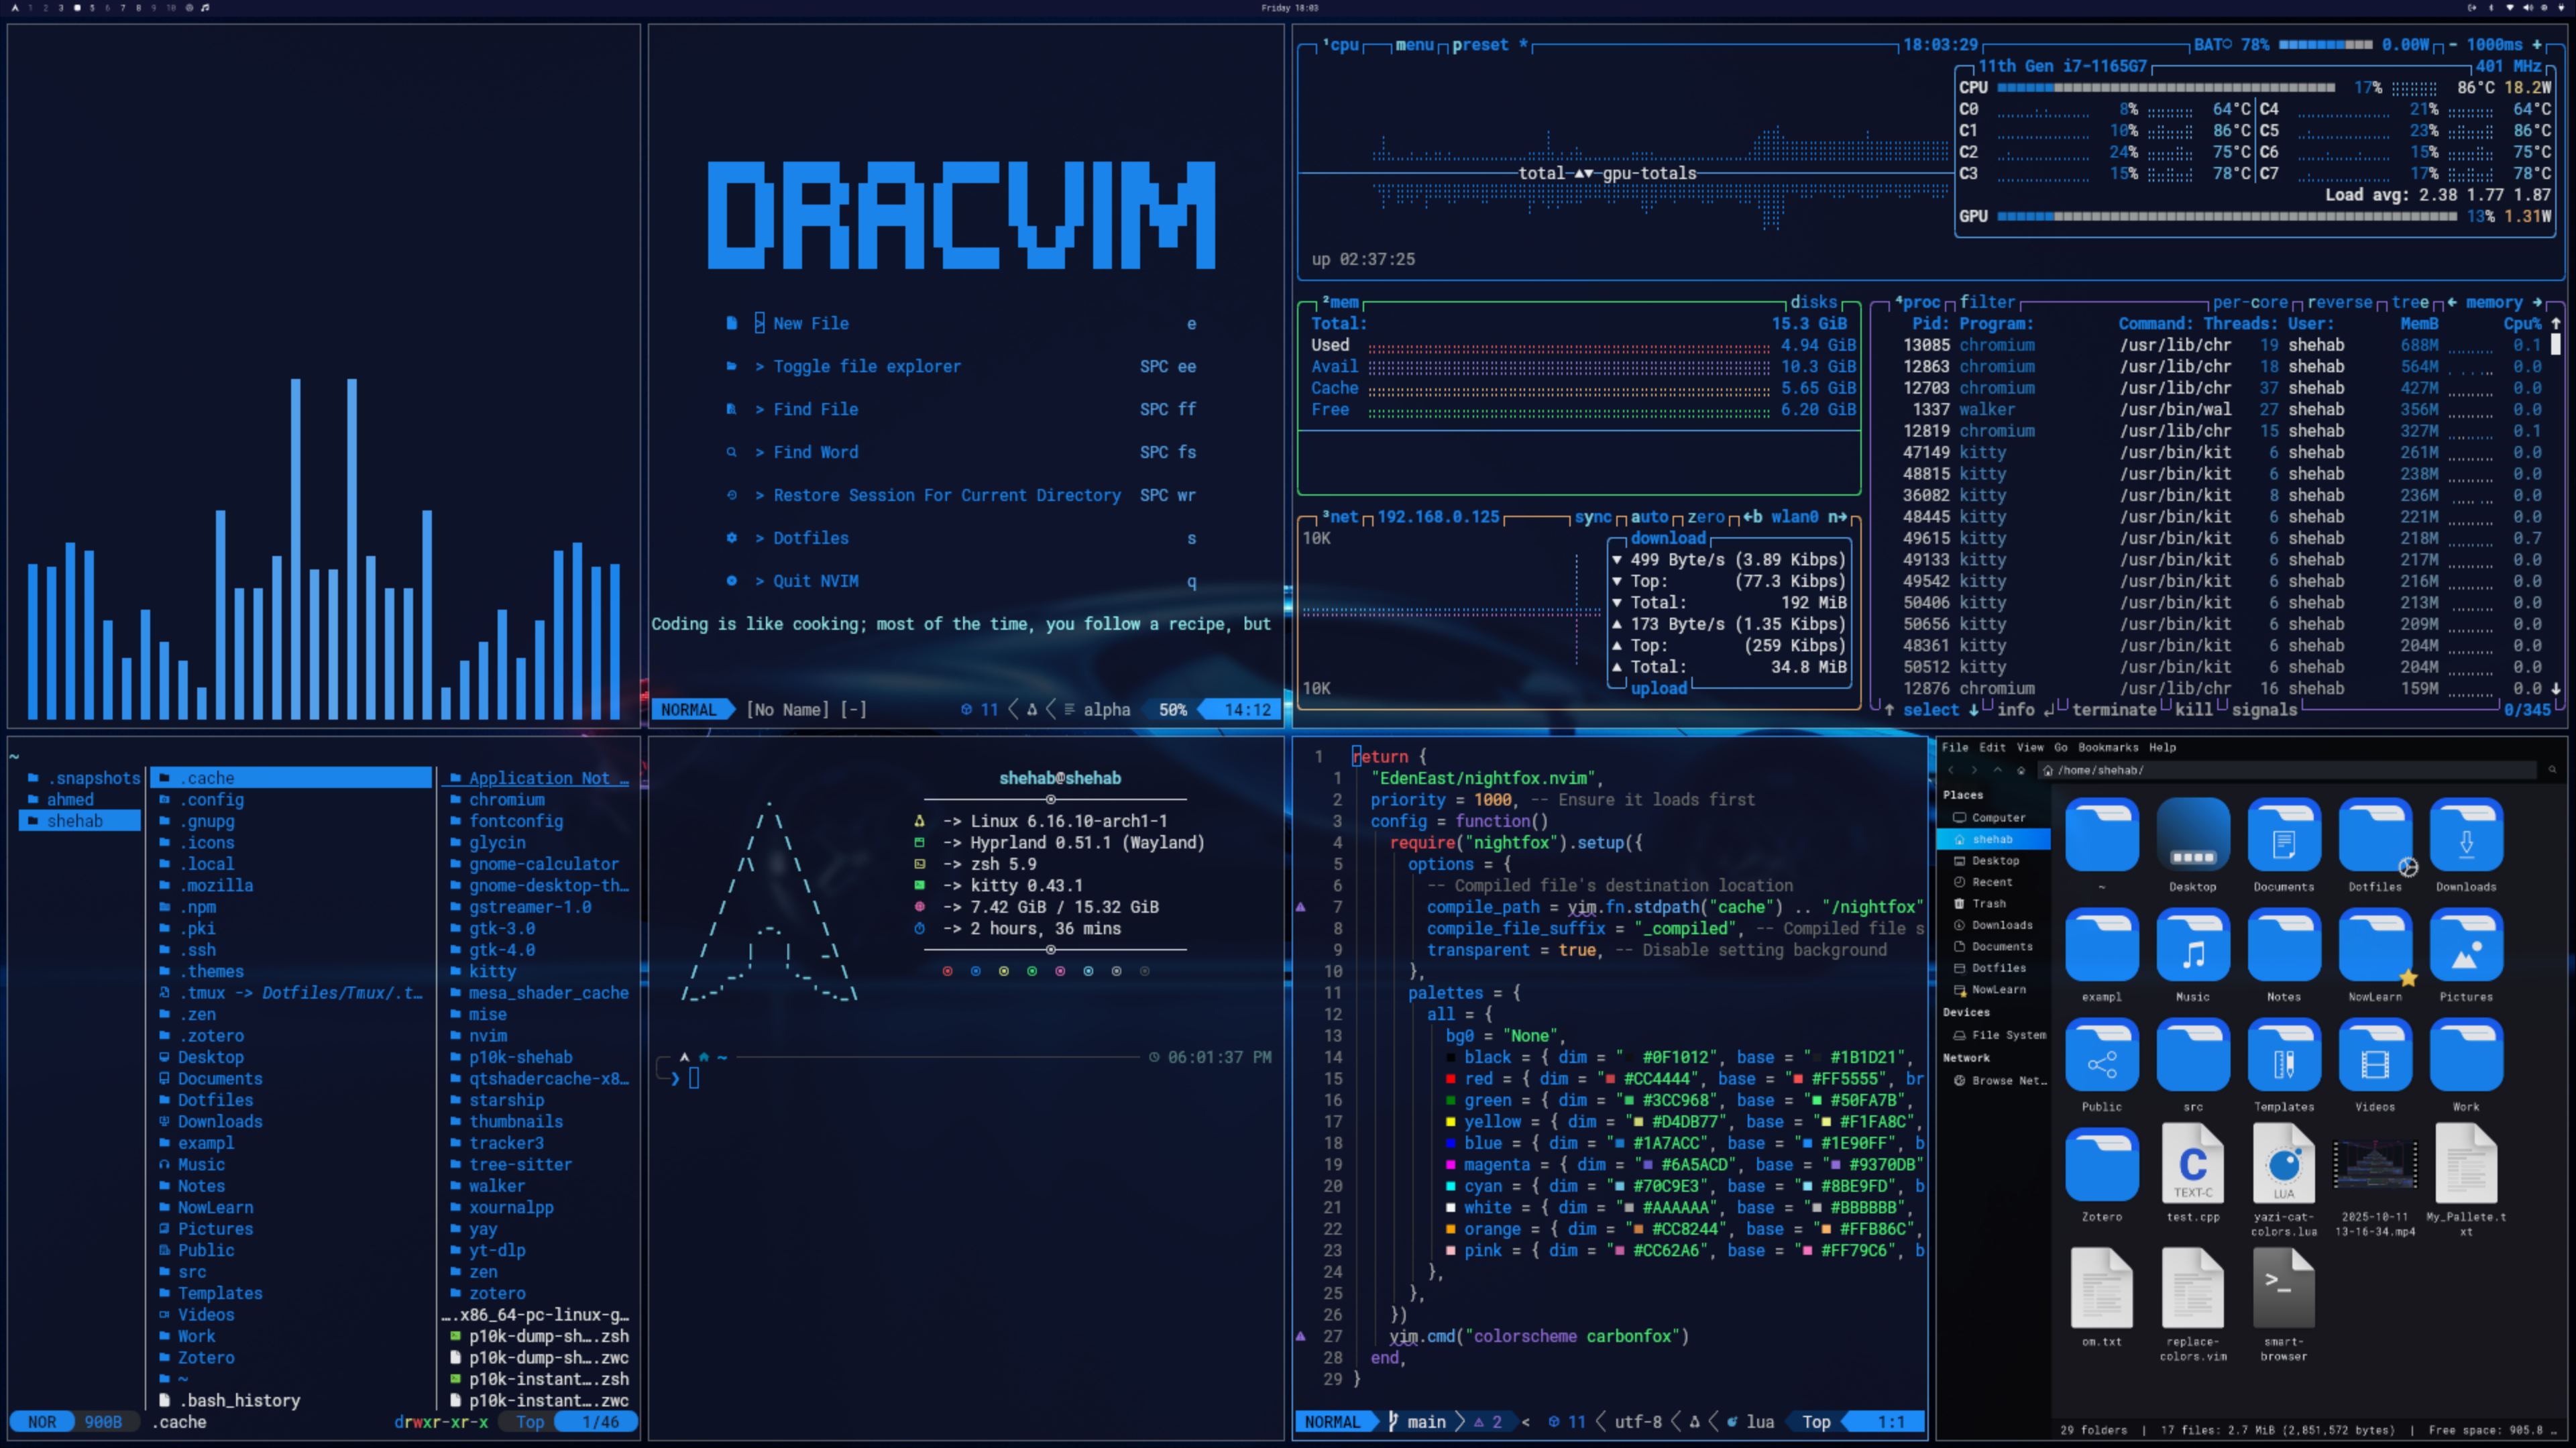 1 2 3 5 6 7 8 9 10
Friday 18:03
DRACVIM
> New File e
> Toggle file explorer SPC ee
> Find File SPC ff
> Find Word SPC fs
> Restore Session For Current Directory SPC wr
> Dotfiles s
> Quit NVIM q
Coding is like cooking; most of the time, you follow a recipe, but
NORMAL [No Name] [-] 11 alpha 50% 14:12
¹cpu menu preset * 18:03:29 BAT 78% 0.00W - 1000ms +
11th Gen i7-1165G7 401 MHz
CPU 17% 86°C 18.2W
C0 8% 64°C C4 21% 64°C
C1 10% 86°C C5 23% 86°C
C2 24% 75°C C6 15% 75°C
C3 15% 78°C C7 17% 78°C
total ▲▼ gpu-totals
Load avg: 2.38 1.77 1.87
GPU 13% 1.31W
up 02:37:25
²mem disks
Total: 15.3 GiB
Used 4.94 GiB
Avail 10.3 GiB
Cache 5.65 GiB
Free 6.20 GiB
³net 192.168.0.125 sync auto zero ←b wlan0 n→
10K
download
▼ 499 Byte/s (3.89 Kibps)
▼ Top: (77.3 Kibps)
▼ Total: 192 MiB
▲ 173 Byte/s (1.35 Kibps)
▲ Top: (259 Kibps)
▲ Total: 34.8 MiB
10K
upload
⁴proc filter per-core reverse tree ← memory →
Pid: Program: Command: Threads: User: MemB Cpu% ↑
13085 chromium /usr/lib/chr 19 shehab 688M 0.1
12863 chromium /usr/lib/chr 18 shehab 564M 0.0
12703 chromium /usr/lib/chr 37 shehab 427M 0.0
1337 walker /usr/bin/wal 27 shehab 356M 0.0
12819 chromium /usr/lib/chr 15 shehab 327M 0.1
47149 kitty /usr/bin/kit 6 shehab 261M 0.0
48815 kitty /usr/bin/kit 6 shehab 238M 0.0
36082 kitty /usr/bin/kit 8 shehab 236M 0.0
48445 kitty /usr/bin/kit 6 shehab 221M 0.0
49615 kitty /usr/bin/kit 6 shehab 218M 0.7
49133 kitty /usr/bin/kit 6 shehab 217M 0.0
49542 kitty /usr/bin/kit 6 shehab 216M 0.0
50406 kitty /usr/bin/kit 6 shehab 213M 0.0
50656 kitty /usr/bin/kit 6 shehab 209M 0.0
48361 kitty /usr/bin/kit 6 shehab 204M 0.0
50512 kitty /usr/bin/kit 6 shehab 204M 0.0
12876 chromium /usr/lib/chr 16 shehab 159M 0.0 ↓
↑ select ↓ info ↲ terminate kill signals 0/345
~
.snapshots
ahmed
shehab
.cache
.config
.gnupg
.icons
.local
.mozilla
.npm
.pki
.ssh
.themes
.tmux -> Dotfiles/Tmux/.t…
.zen
.zotero
Desktop
Documents
Dotfiles
Downloads
exampl
Music
Notes
NowLearn
Pictures
Public
src
Templates
Videos
Work
Zotero
~
.bash_history
Application Not …
chromium
fontconfig
glycin
gnome-calculator
gnome-desktop-th…
gstreamer-1.0
gtk-3.0
gtk-4.0
kitty
mesa_shader_cache
mise
nvim
p10k-shehab
qtshadercache-x8…
starship
thumbnails
tracker3
tree-sitter
walker
xournalpp
yay
yt-dlp
zen
zotero
….x86_64-pc-linux-g…
p10k-dump-sh….zsh
p10k-dump-sh….zwc
p10k-instant….zsh
p10k-instant….zwc
NOR 900B .cache drwxr-xr-x Top 1/46
shehab@shehab
-> Linux 6.16.10-arch1-1
-> Hyprland 0.51.1 (Wayland)
-> zsh 5.9
-> kitty 0.43.1
-> 7.42 GiB / 15.32 GiB
-> 2 hours, 36 mins
~ 06:01:37 PM
❯
1 return {
1 "EdenEast/nightfox.nvim",
2 priority = 1000, -- Ensure it loads first
3 config = function()
4 require("nightfox").setup({
5 options = {
6 -- Compiled file's destination location
7 compile_path = vim.fn.stdpath("cache") .. "/nightfox"
8 compile_file_suffix = "_compiled", -- Compiled file s
9 transparent = true, -- Disable setting background
10 },
11 palettes = {
12 all = {
13 bg0 = "None",
14 black = { dim = "#0F1012", base = "#1B1D21",
15 red = { dim = "#CC4444", base = "#FF5555", br
16 green = { dim = "#3CC968", base = "#50FA7B",
17 yellow = { dim = "#D4DB77", base = "#F1FA8C",
18 blue = { dim = "#1A7ACC", base = "#1E90FF", b
19 magenta = { dim = "#6A5ACD", base = "#9370DB"
20 cyan = { dim = "#70C9E3", base = "#8BE9FD", b
21 white = { dim = "#AAAAAA", base = "#BBBBBB",
22 orange = { dim = "#CC8244", base = "#FFB86C",
23 pink = { dim = "#CC62A6", base = "#FF79C6", b
24 },
25 },
26 })
27 vim.cmd("colorscheme carbonfox")
28 end,
29 }
NORMAL main 2 < 11 utf-8 lua Top 1:1
File Edit View Go Bookmarks Help
/home/shehab/
Places
Computer
shehab
Desktop
Recent
Trash
Downloads
Documents
Dotfiles
NowLearn
Devices
File System
Network
Browse Net…
~ Desktop Documents Dotfiles Downloads
exampl Music Notes NowLearn Pictures
Public src Templates Videos Work
C
TEXT-C
LUA
Zotero test.cpp yazi-cat-colors.lua 2025-10-11 13-16-34.mp4 My_Pallete.txt
>_
om.txt replace-colors.vim smart-browser
29 folders | 17 files: 2.7 MiB (2,851,572 bytes) | Free space: 905.8 …